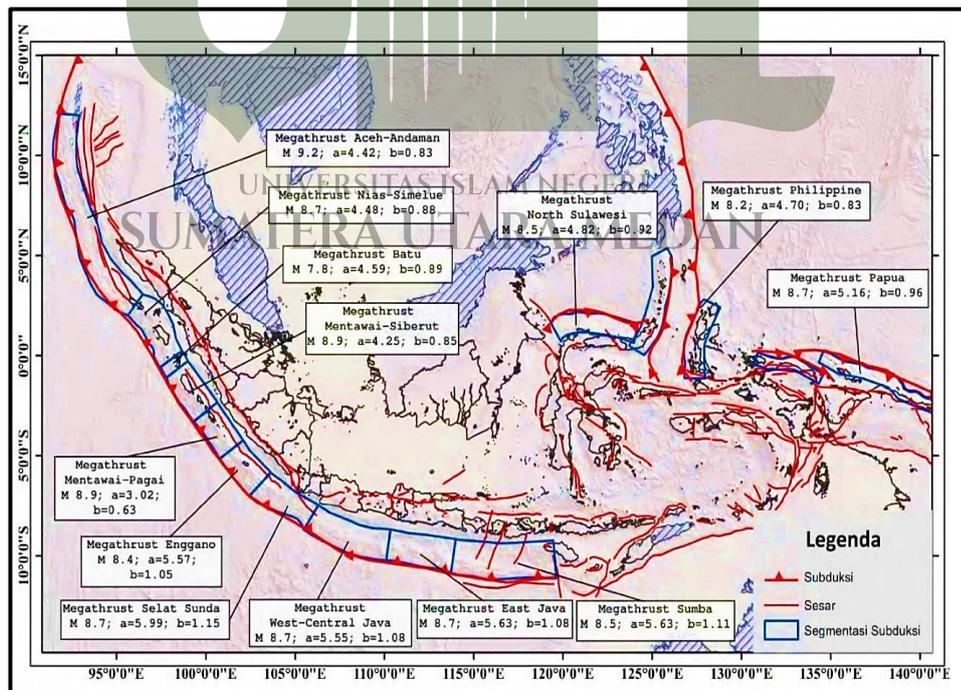 Megathrust Aceh-Andaman
M 9.2; a=4.42; b=0.83
UNIVERSITAS ISLAM NEGERI
SUMATERA UTARA MEDAN
Megathrust Nias-Simelue
M 8.7; a=4.48; b=0.88
Megathrust Batu
M 7.8; a=4.59; b=0.89
Megathrust
Mentawai-Siberut
M 8.9; a=4.25; b=0.85
Megathrust
North Sulawesi
M 8.5; a=4.82; b=0.92
Megathrust Philippine
M 8.2; a=4.70; b=0.83
Megathrust Papua
M 8.7; a=5.16; b=0.96
Megathrust
Mentawai-Pagai
M 8.9; a=3.02;
b=0.63
Megathrust Enggano
M 8.4; a=5.57;
b=1.05
Megathrust Selat Sunda
M 8.7; a=5.99; b=1.15
Megathrust
West-Central Java
M 8.7; a=5.55; b=1.08
Megathrust East Java
M 8.7; a=5.63; b=1.08
Megathrust Sumba
M 8.5; a=5.63; b=1.11
Legenda
Subduksi
Sesar
Segmentasi Subduksi
15°0'0"N
10°0'0"N
5°0'0"N
0°0'0"
5°0'0"S
10°0'0"S
95°0'0"E
100°0'0"E
105°0'0"E
110°0'0"E
115°0'0"E
120°0'0"E
125°0'0"E
130°0'0"E
135°0'0"E
140°0'0"E